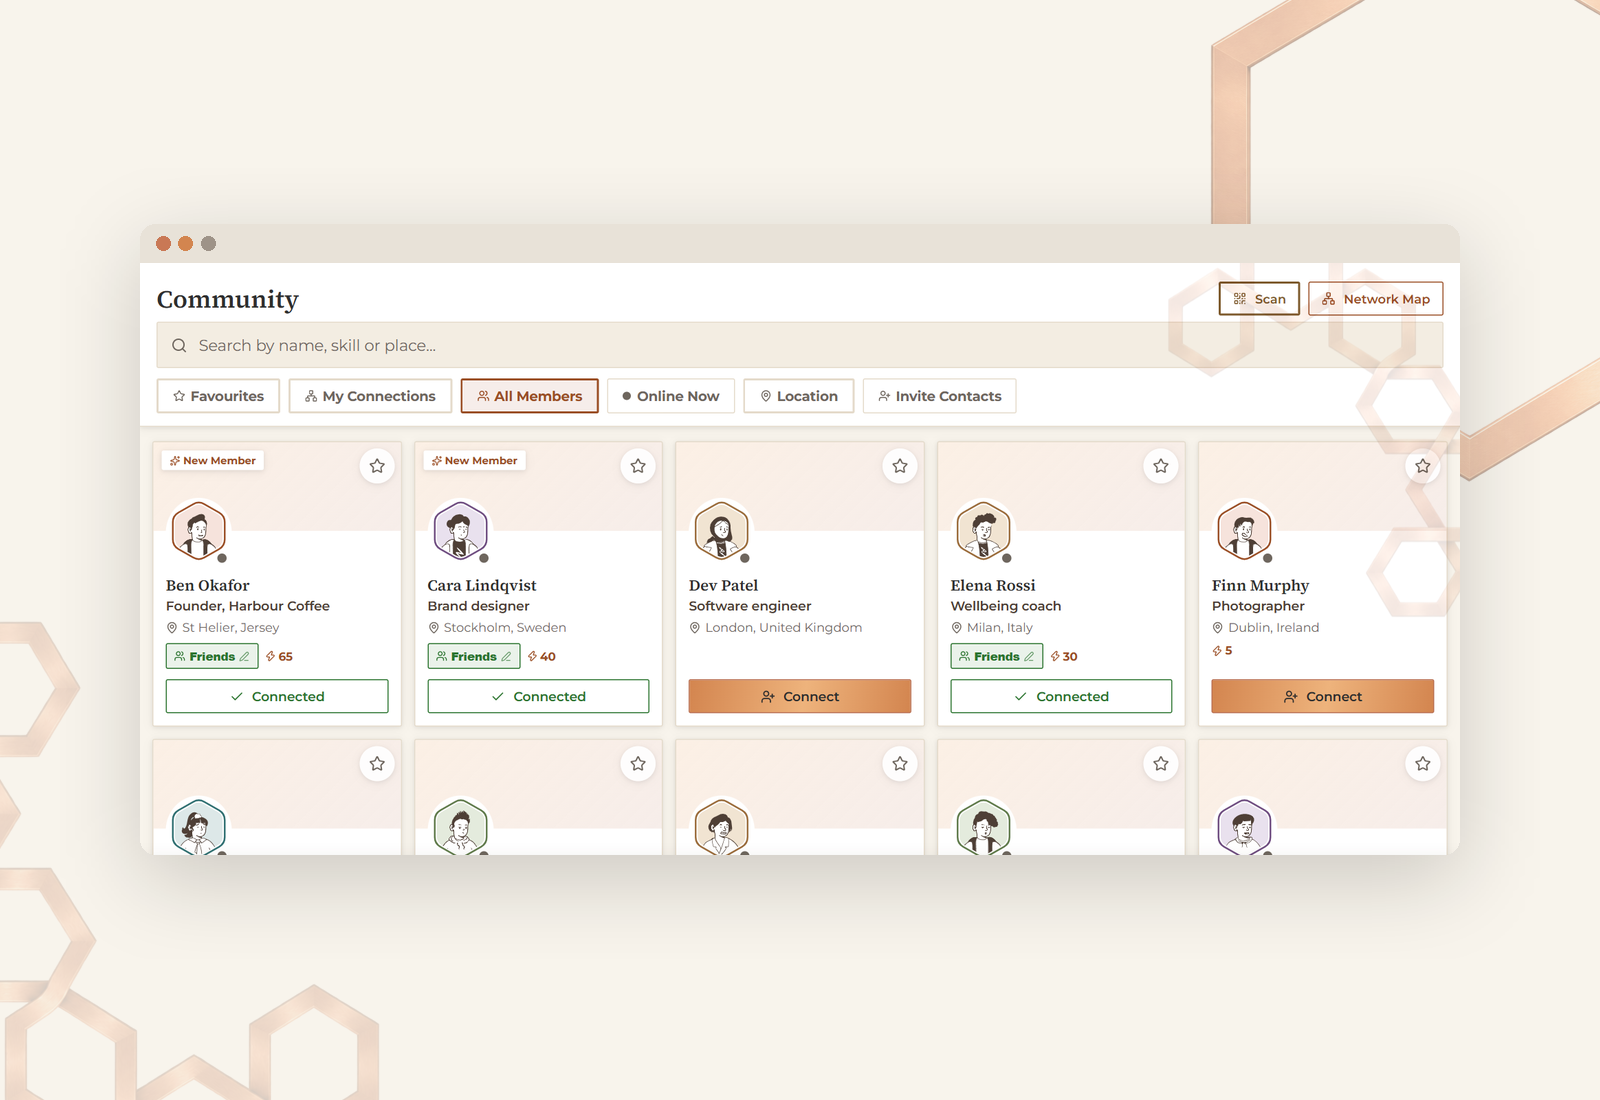 Community
Scan
Network Map
Search by name, skill or place...
Favourites
My Connections
All Members
Online Now
Location
Invite Contacts
New Member
Ben Okafor
Founder, Harbour Coffee
St Helier, Jersey
Friends
65
Connected
New Member
Cara Lindqvist
Brand designer
Stockholm, Sweden
Friends
40
Connected
Dev Patel
Software engineer
London, United Kingdom
Connect
Elena Rossi
Wellbeing coach
Milan, Italy
Friends
30
Connected
Finn Murphy
Photographer
Dublin, Ireland
5
Connect